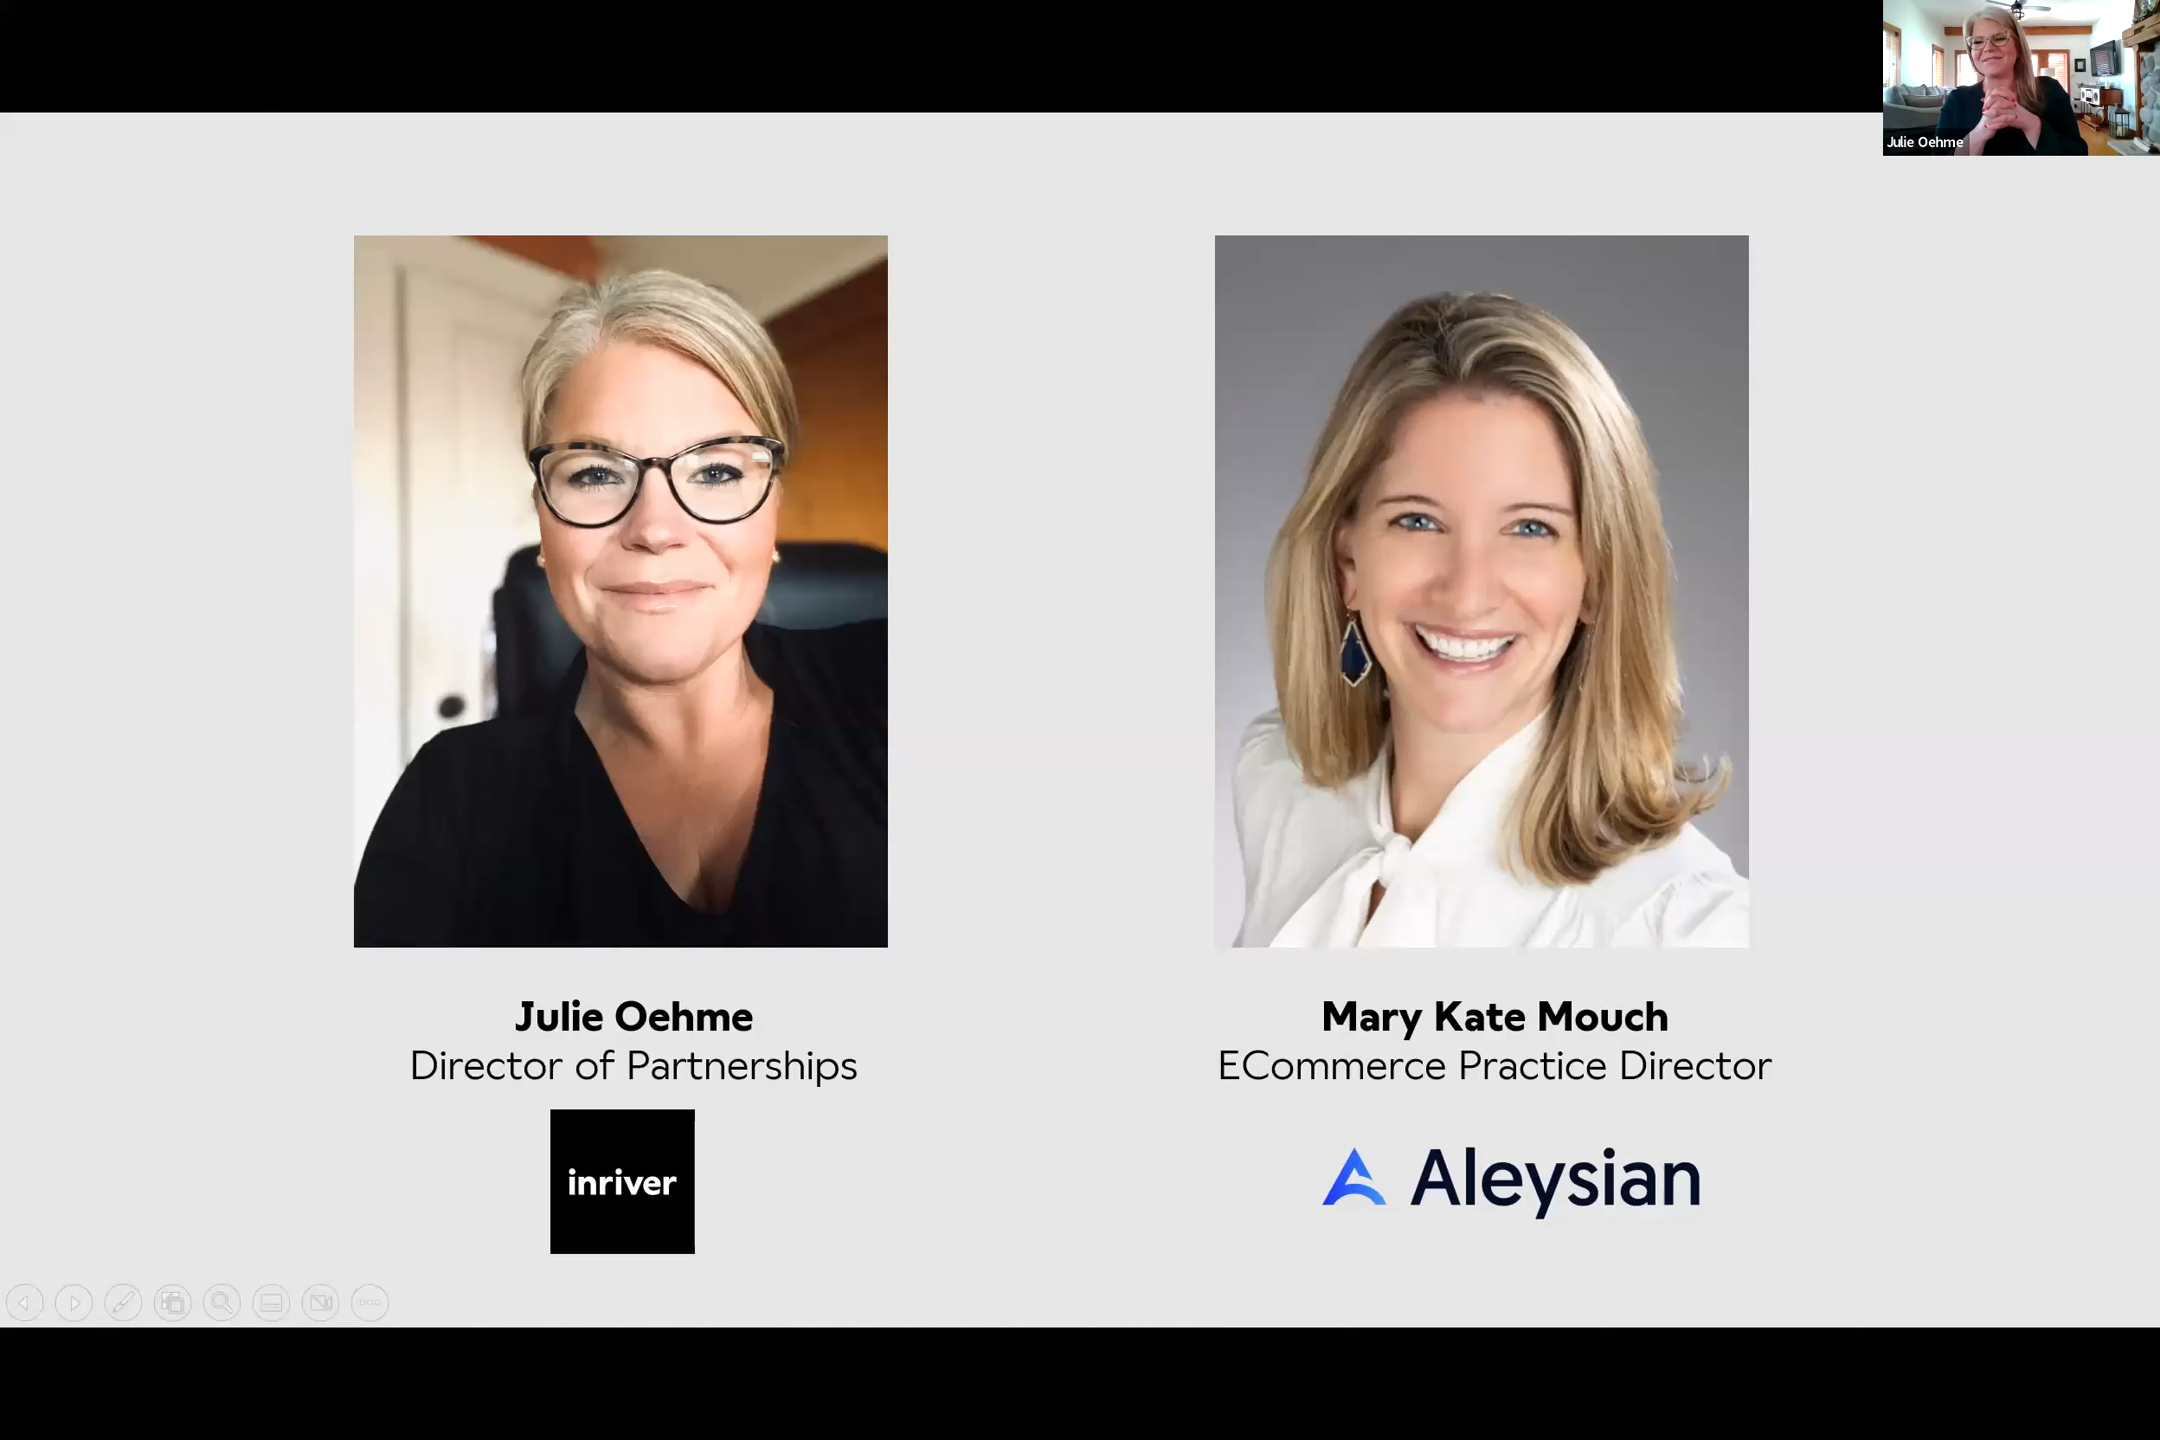 Julie Oehme
Julie Oehme
Director of Partnerships
inriver
Mary Kate Mouch
ECommerce Practice Director
Aleysian